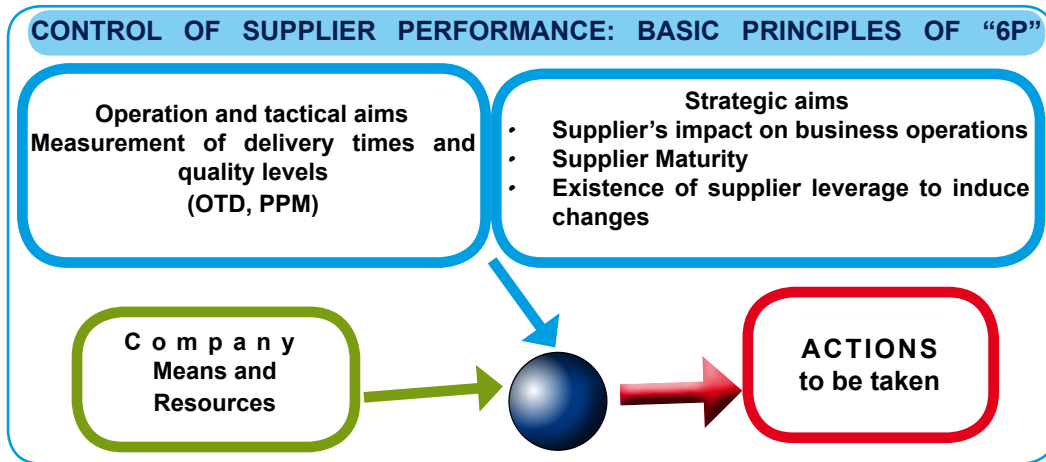 CONTROL OF SUPPLIER PERFORMANCE: BASIC PRINCIPLES OF “6P”
Operation and tactical aims
Measurement of delivery times and
quality levels
(OTD, PPM)
Strategic aims
• Supplier’s impact on business operations
• Supplier Maturity
• Existence of supplier leverage to induce
changes
Company
Means and
Resources
ACTIONS
to be taken